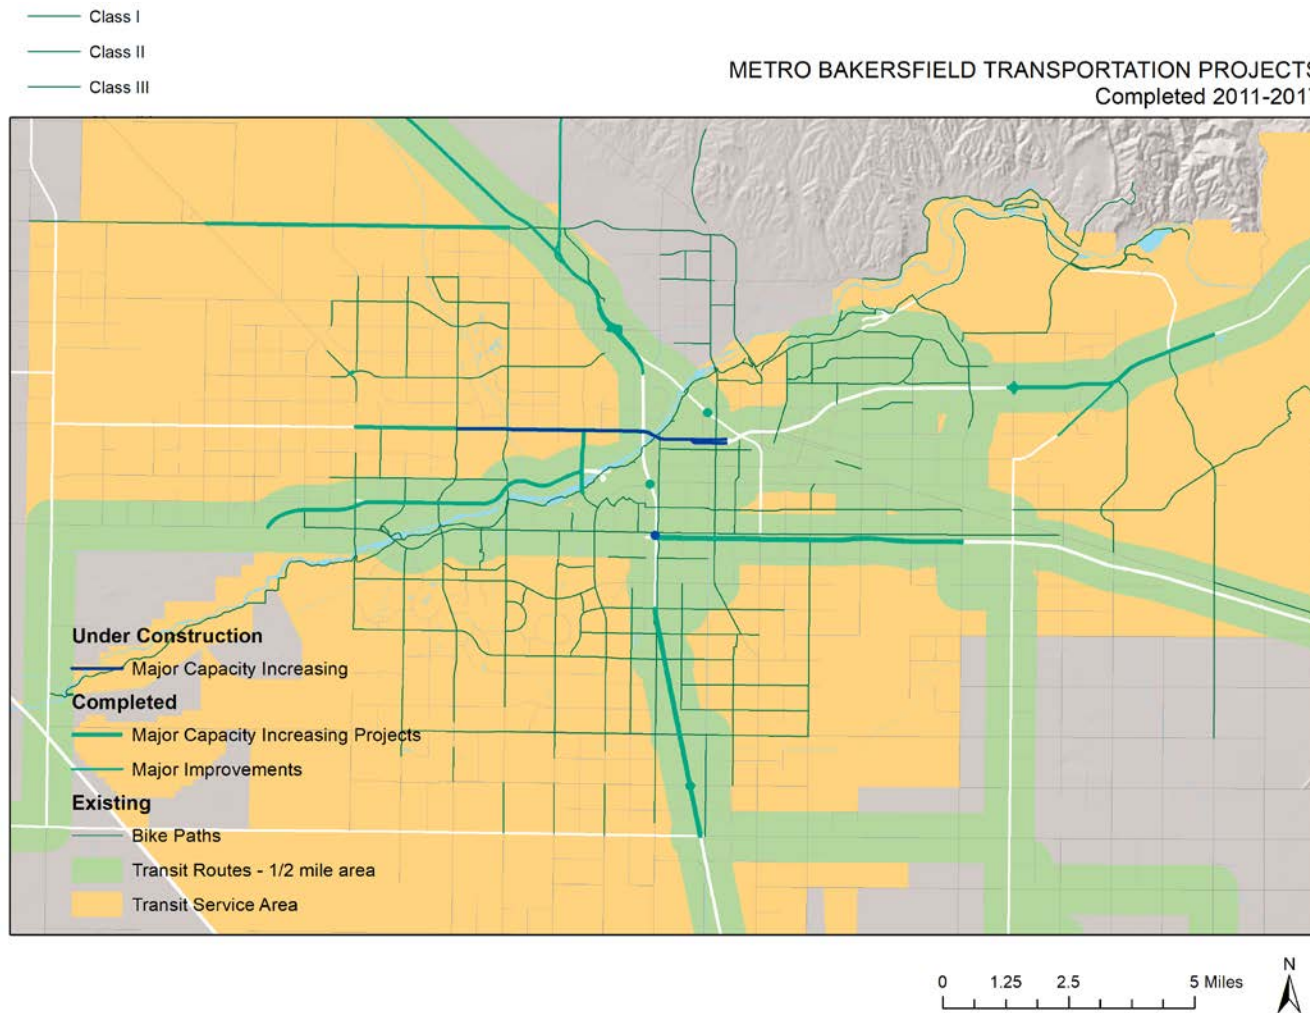 Class I
Class II
Class III
METRO BAKERSFIELD TRANSPORTATION PROJECTS
Completed 2011-2017
Under Construction
Major Capacity Increasing
Completed
Major Capacity Increasing Projects
Major Improvements
Existing
Bike Paths
Transit Routes - 1/2 mile area
Transit Service Area
N
0 1.25 2.5 5 Miles